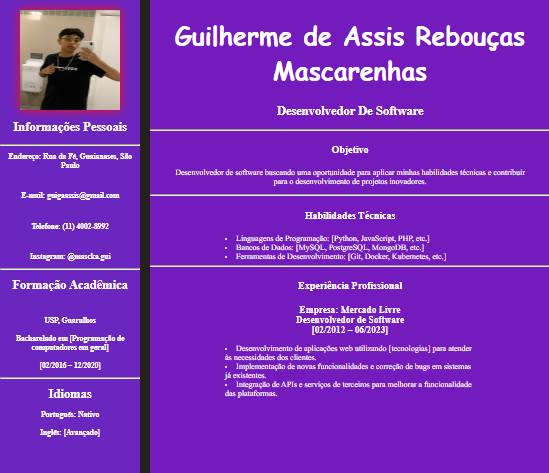 Informações Pessoais
Endereço: Rua da Fé, Guaianases, São
Paulo
E-mail: guigaassis@gmail.com
Telefone: (11) 4002-8992
Instagram: @mascka.gui
Formação Acadêmica
USP, Guarulhos
Bacharelado em [Programação de
computadores em geral]
[02/2016 – 12/2020]
Idiomas
Português: Nativo
Inglês: [Avançado]
Guilherme de Assis Rebouças
Mascarenhas
Desenvolvedor De Software
Objetivo
Desenvolvedor de software buscando uma oportunidade para aplicar minhas habilidades técnicas e contribuir
para o desenvolvimento de projetos inovadores.
Habilidades Técnicas
• Linguagens de Programação: [Python, JavaScript, PHP, etc.]
• Bancos de Dados: [MySQL, PostgreSQL, MongoDB, etc.]
• Ferramentas de Desenvolvimento: [Git, Docker, Kubernetes, etc.]
Experiência Profissional
Empresa: Mercado Livre
Desenvolvedor de Software
[02/2012 – 06/2023]
• Desenvolvimento de aplicações web utilizando [tecnologias] para atender
às necessidades dos clientes.
• Implementação de novas funcionalidades e correção de bugs em sistemas
já existentes.
• Integração de APIs e serviços de terceiros para melhorar a funcionalidade
das plataformas.